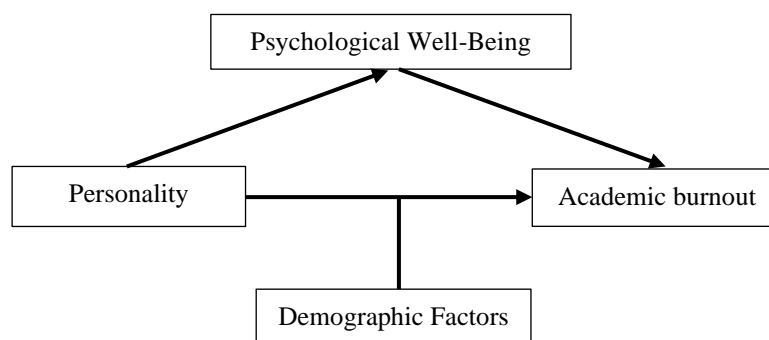 Psychological Well-Being
Personality
Academic burnout
Demographic Factors